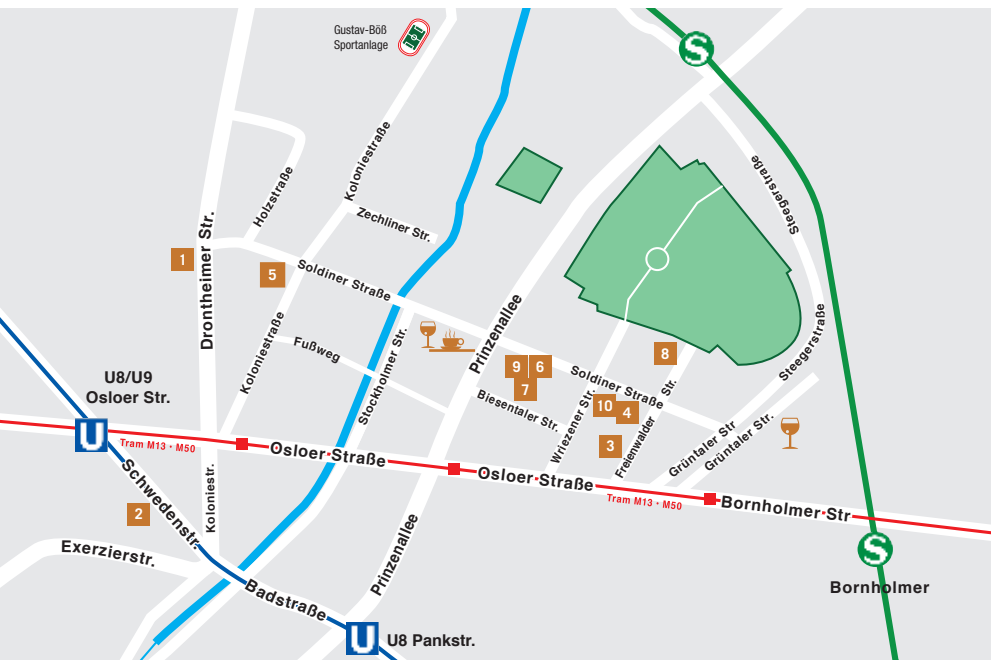 Gustav-Böß
Sportanlage
S
Koloniestraße
Steegerstraße
Holzstraße
Zechliner Str.
Drontheimer Str.
1
5
Soldiner Straße
Koloniestraße
Fußweg
Stockholmer Str.
Prinzenallee
9
6
7
Biesentaler Str.
Soldiner Straße
8
Steegerstraße
Wriezener Str.
10
4
3
Freienwalder Str.
Grüntaler Str
Grüntaler Str.
U8/U9
Osloer Str.
U
Tram M13 • M50
Osloer Straße
Osloer Straße
Tram M13 • M50
Bornholmer Str
Schwedenstr.
Koloniestr.
2
Exerzierstr.
Badstraße
Prinzenallee
S
Bornholmer
U
U8 Pankstr.